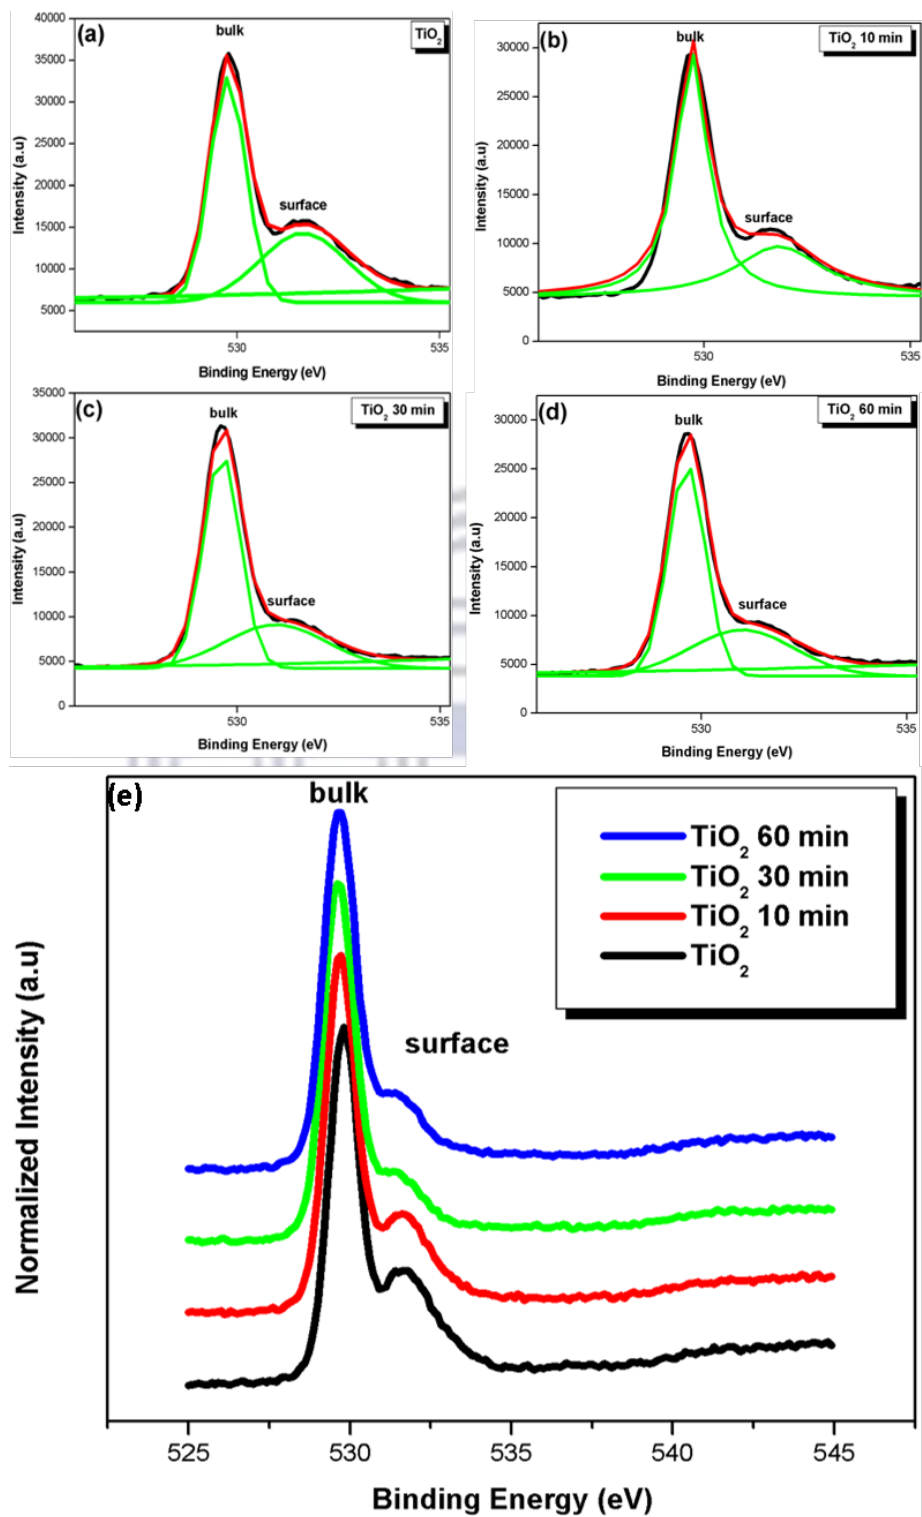 (a)
bulk
TiO₂
surface
40000
35000
30000
25000
20000
15000
10000
5000
Intensity (a.u)
530
535
Binding Energy (eV)
(b)
bulk
TiO₂ 10 min
surface
30000
25000
20000
15000
10000
5000
0
Intensity (a.u)
530
535
Binding Energy (eV)
(c)
bulk
TiO₂ 30 min
surface
35000
30000
25000
20000
15000
10000
5000
0
Intensity (a.u)
530
535
Binding Energy (eV)
(d)
bulk
TiO₂ 60 min
surface
30000
25000
20000
15000
10000
5000
0
Intensity (a.u)
530
535
Binding Energy (eV)
(e)
bulk
TiO₂ 60 min
TiO₂ 30 min
TiO₂ 10 min
TiO₂
surface
Normalized Intensity (a.u)
525
530
535
540
545
Binding Energy (eV)